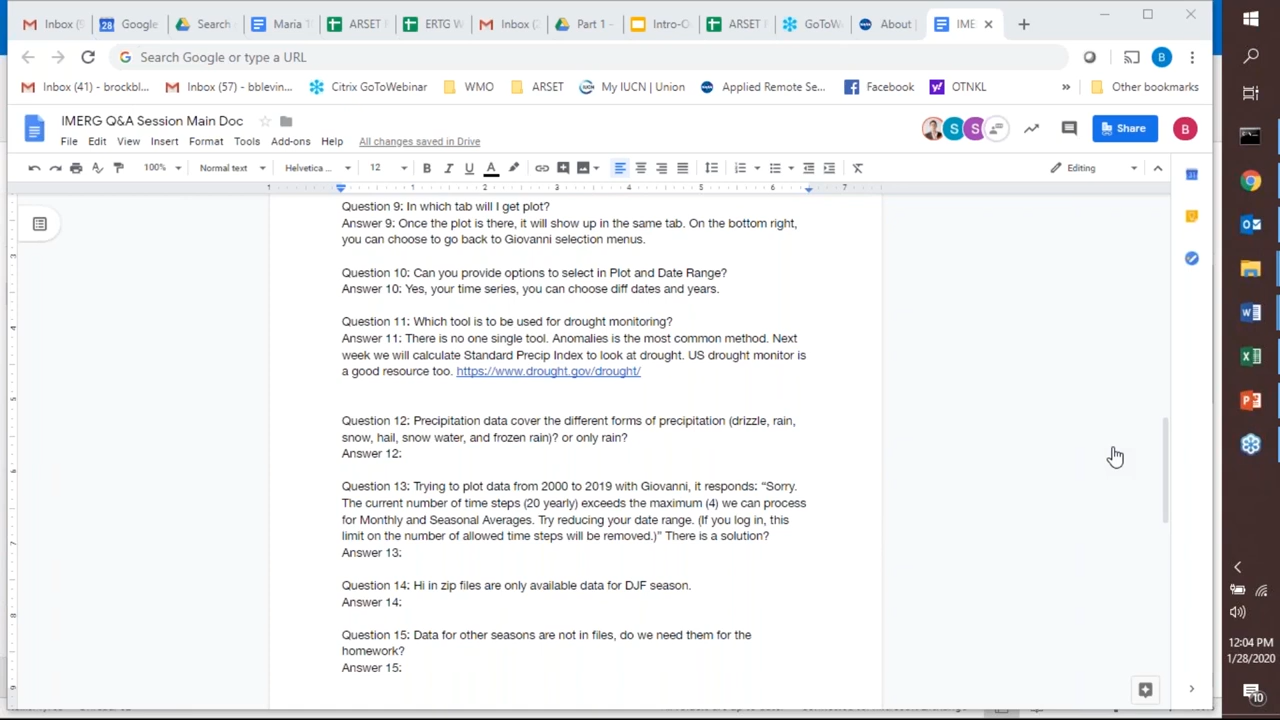 Inbox (5
Google
Search
Maria 1
ARSET
ERTG W
Inbox (2
Part 1 -
Intro-O
ARSET
GoToW
About
IME
Search Google or type a URL
B
Inbox (41) - brockbl...
Inbox (57) - bblevin...
Citrix GoToWebinar
WMO
ARSET
My IUCN | Union
Applied Remote Se...
Facebook
OTNKL
»
Other bookmarks
IMERG Q&A Session Main Doc
S
S
Share
B
File Edit View Insert Format Tools Add-ons Help All changes saved in Drive
100% Normal text Helvetica ... 12 B I U A Editing
1 1 2 3 4 5 6 7
Question 9: In which tab will I get plot?
Answer 9: Once the plot is there, it will show up in the same tab. On the bottom right,
you can choose to go back to Giovanni selection menus.
Question 10: Can you provide options to select in Plot and Date Range?
Answer 10: Yes, your time series, you can choose diff dates and years.
Question 11: Which tool is to be used for drought monitoring?
Answer 11: There is no one single tool. Anomalies is the most common method. Next
week we will calculate Standard Precip Index to look at drought. US drought monitor is
a good resource too. https://www.drought.gov/drought/
Question 12: Precipitation data cover the different forms of precipitation (drizzle, rain,
snow, hail, snow water, and frozen rain)? or only rain?
Answer 12:
Question 13: Trying to plot data from 2000 to 2019 with Giovanni, it responds: “Sorry.
The current number of time steps (20 yearly) exceeds the maximum (4) we can process
for Monthly and Seasonal Averages. Try reducing your date range. (If you log in, this
limit on the number of allowed time steps will be removed.)” There is a solution?
Answer 13:
Question 14: Hi in zip files are only available data for DJF season.
Answer 14:
Question 15: Data for other seasons are not in files, do we need them for the
homework?
Answer 15:
12:04 PM
1/28/2020
10